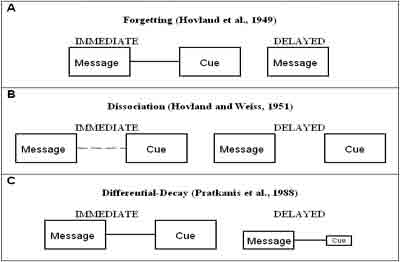 A
Forgetting (Hovland et al., 1949)
IMMEDIATE DELAYED
Message Cue Message
B
Dissociation (Hovland and Weiss, 1951)
IMMEDIATE DELAYED
Message Cue Message Cue
C
Differential-Decay (Pratkanis et al., 1988)
IMMEDIATE DELAYED
Message Cue Message Cue